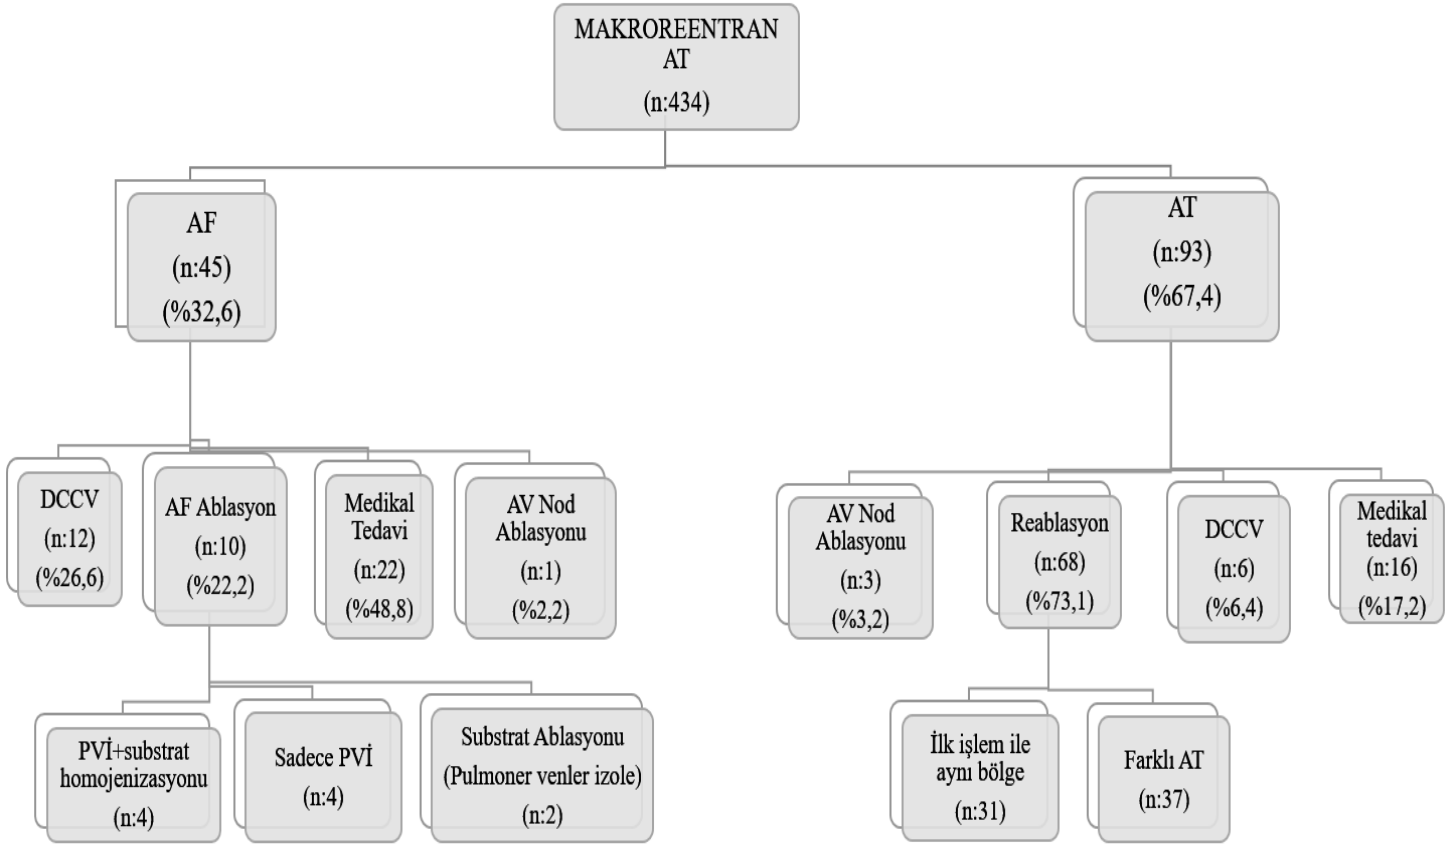 MAKROREENTRAN
AT
(n:434)
AF
(n:45)
(%32,6)
AT
(n:93)
(%67,4)
DCCV
(n:12)
(%26,6)
AF Ablasyon
(n:10)
(%22,2)
Medikal
Tedavi
(n:22)
(%48,8)
AV Nod
Ablasyonu
(n:1)
(%2,2)
AV Nod
Ablasyonu
(n:3)
(%3,2)
Reablasyon
(n:68)
(%73,1)
DCCV
(n:6)
(%6,4)
Medikal
tedavi
(n:16)
(%17,2)
PVİ+substrat
homojenizasyonu
(n:4)
Sadece PVİ
(n:4)
Substrat Ablasyonu
(Pulmoner venler izole)
(n:2)
İlk işlem ile
aynı bölge
(n:31)
Farklı AT
(n:37)